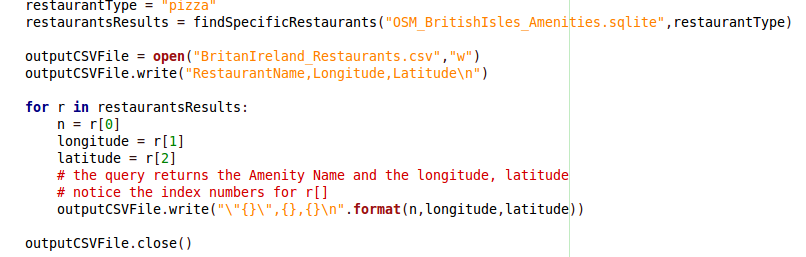 restaurantType = "pizza"
restaurantsResults = findSpecificRestaurants("OSM_BritishIsles_Amenities.sqlite",restaurantType)
outputCSVFile = open("BritanIreland_Restaurants.csv","w")
outputCSVFile.write("RestaurantName,Longitude,Latitude\n")
for r in restaurantsResults:
    n = r[0]
    longitude = r[1]
    latitude = r[2]
    # the query returns the Amenity Name and the longitude, latitude
    # notice the index numbers for r[]
    outputCSVFile.write("\"{}\",{},{}\n".format(n,longitude,latitude))
outputCSVFile.close()